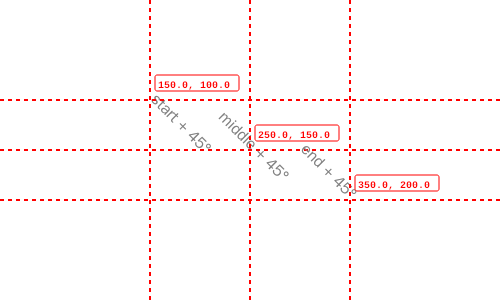 150.0, 100.0
start + 45°
middle + 45°
250.0, 150.0
end + 45°
350.0, 200.0